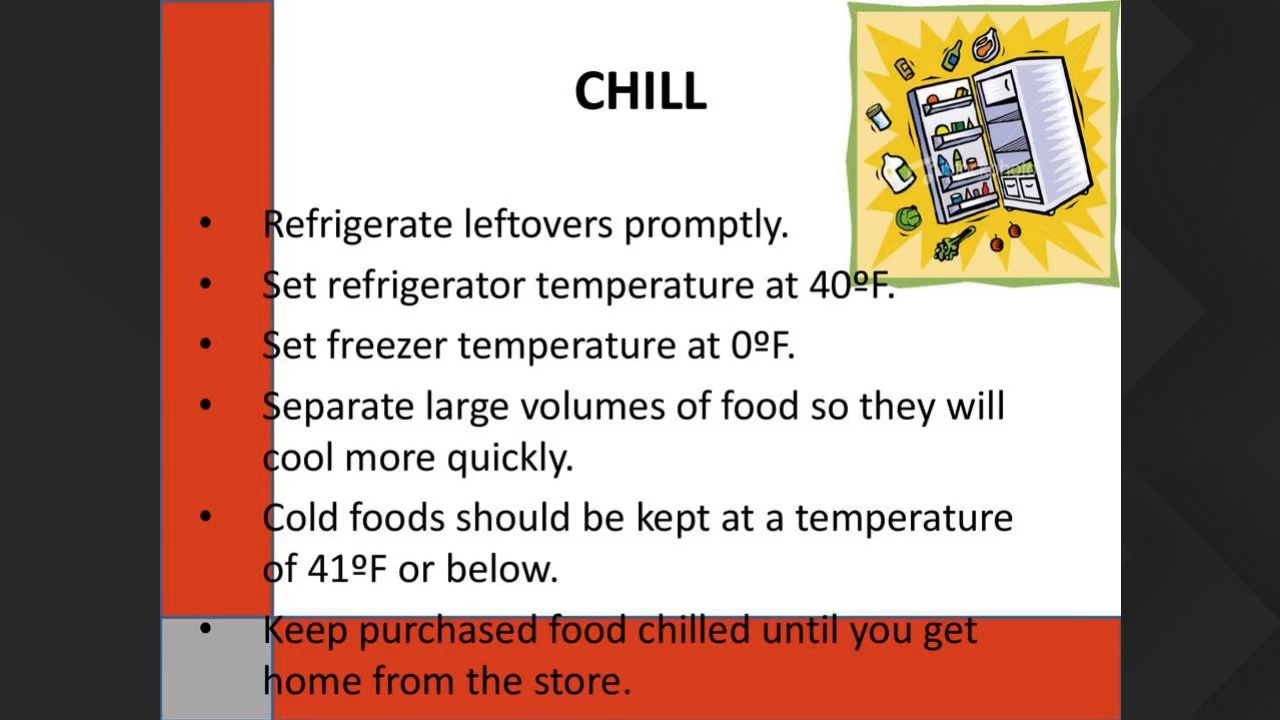 CHILL
• Refrigerate leftovers promptly.
• Set refrigerator temperature at 40ºF.
• Set freezer temperature at 0ºF.
• Separate large volumes of food so they will
cool more quickly.
• Cold foods should be kept at a temperature
of 41ºF or below.
• Keep purchased food chilled until you get
home from the store.